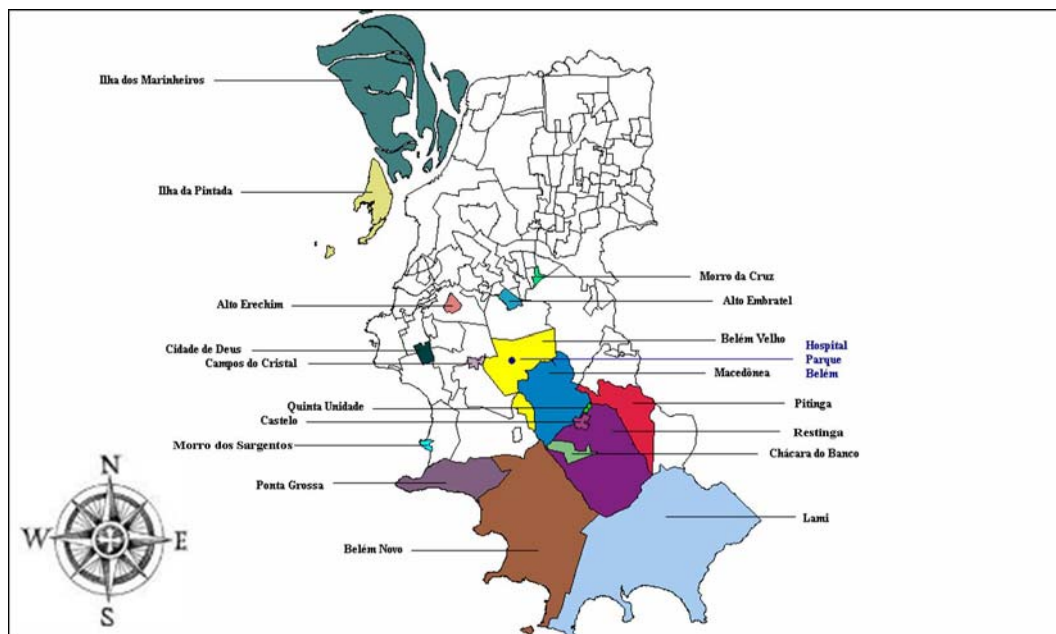 Ilha dos Marinheiros
Ilha da Pintada
Morro da Cruz
Alto Erechim
Alto Embratel
Belém Velho
Hospital
Parque
Belém
Cidade de Deus
Campos do Cristal
Macedônea
Quinta Unidade
Pitinga
Castelo
Restinga
Morro dos Sargentos
Chácara do Banco
Ponta Grossa
Lami
Belém Novo
N
W
E
S